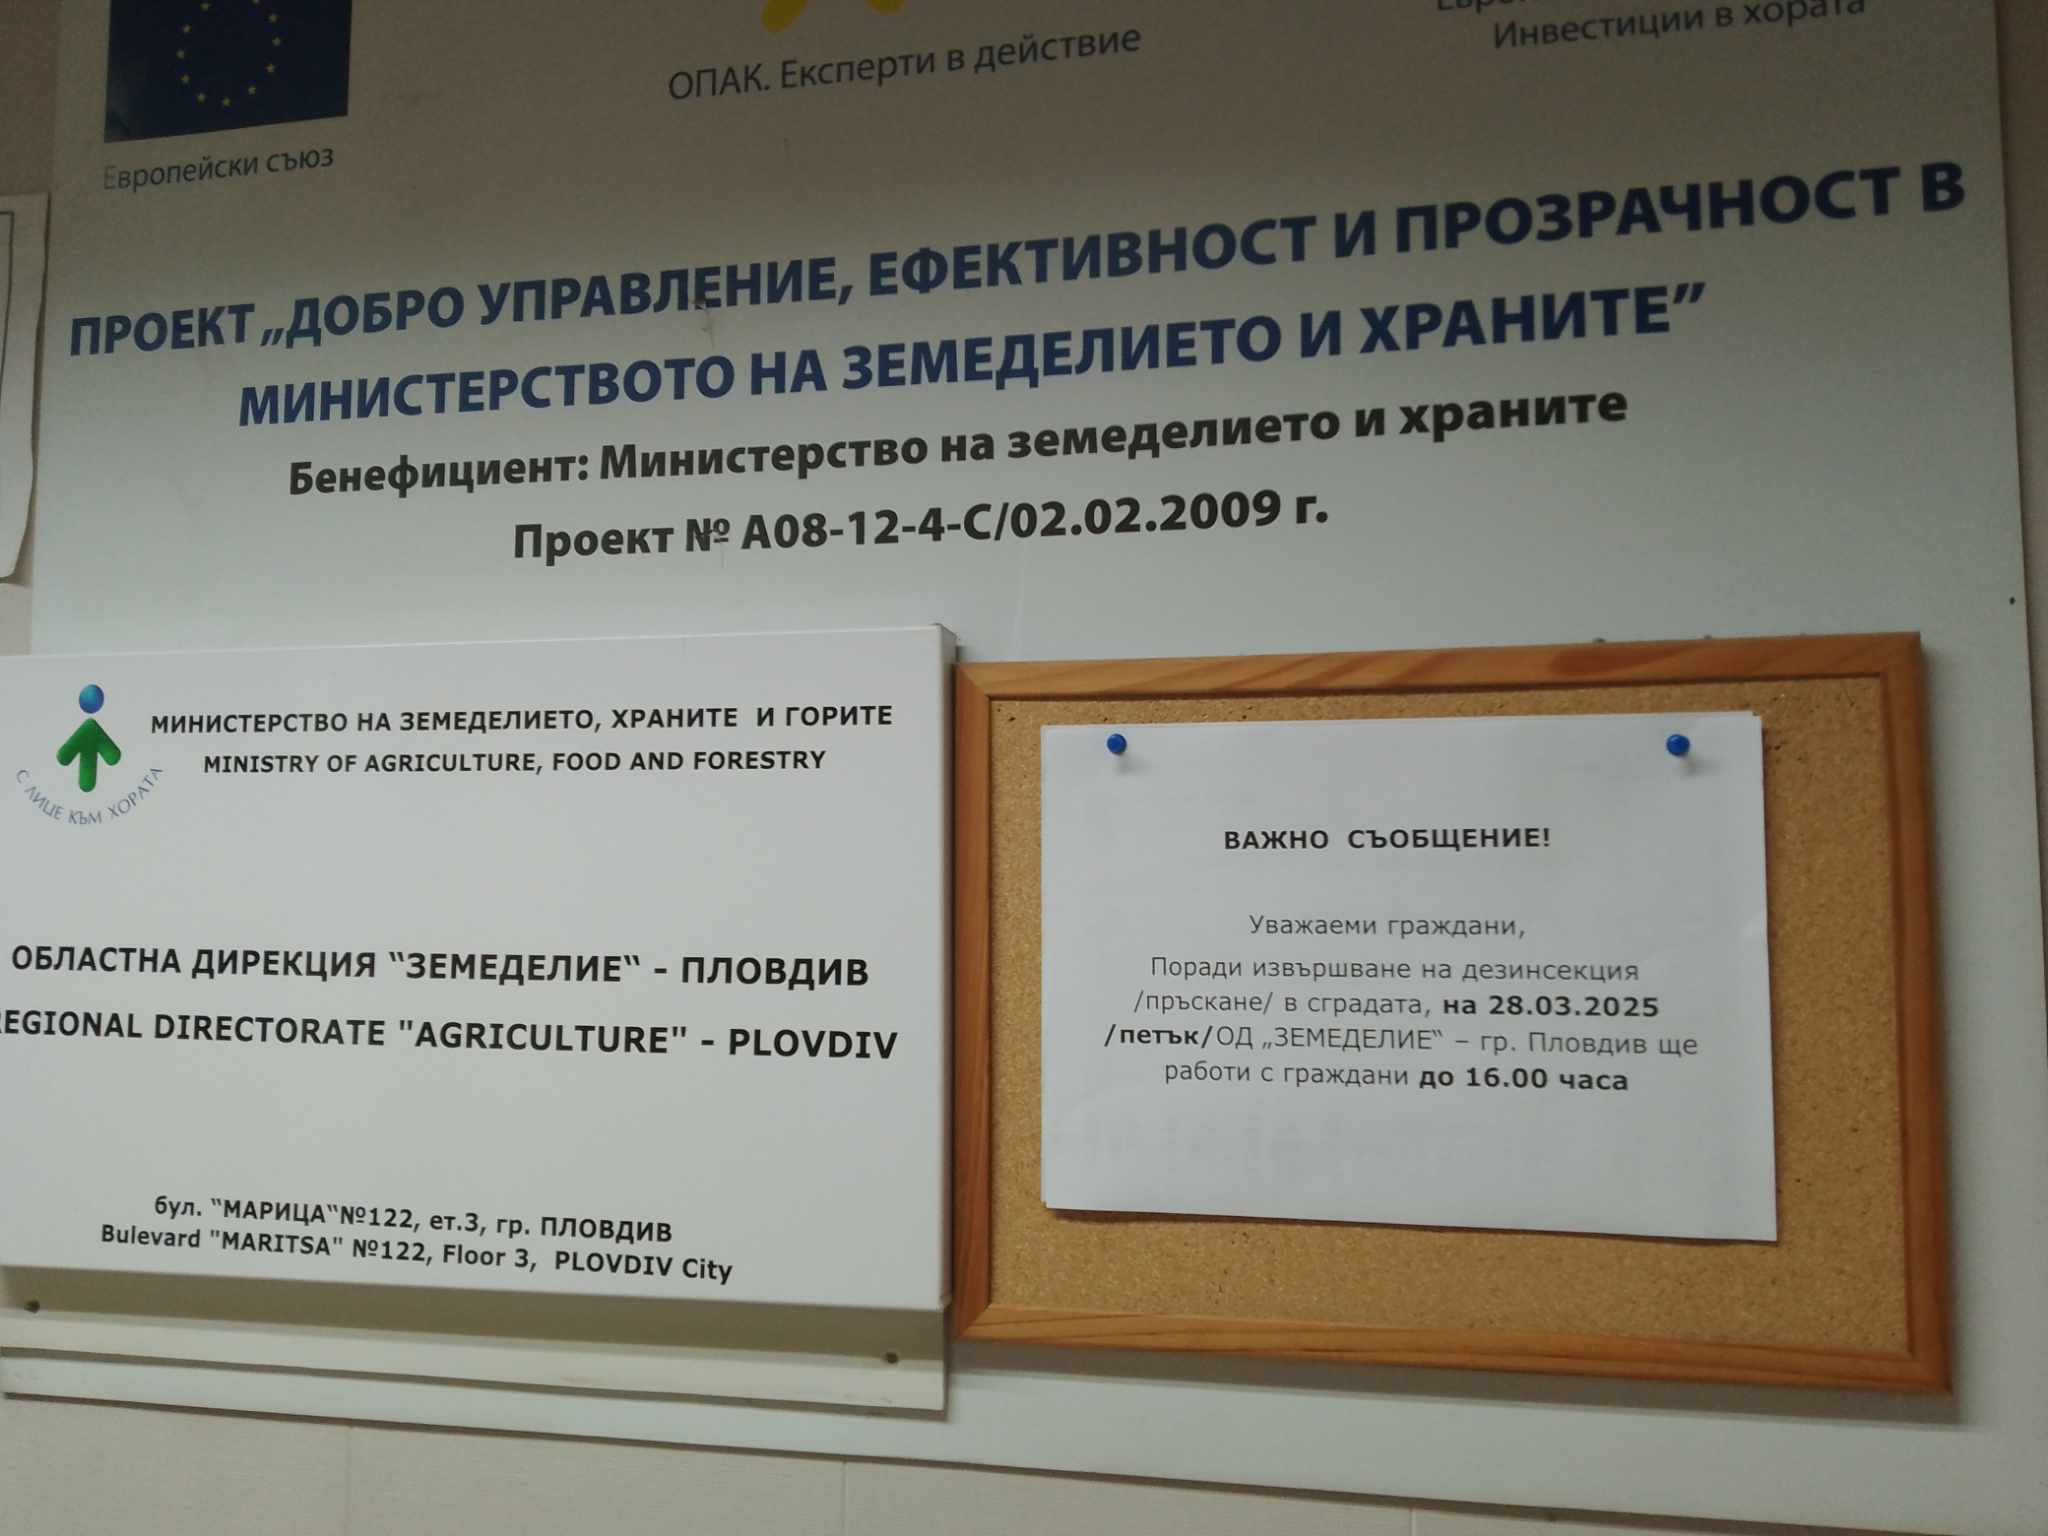 ОПАК. Експерти в действие
Инвестиции в хората
Европейски съюз
ПРОЕКТ „ДОБРО УПРАВЛЕНИЕ, ЕФЕКТИВНОСТ И ПРОЗРАЧНОСТ В
МИНИСТЕРСТВОТО НА ЗЕМЕДЕЛИЕТО И ХРАНИТЕ”
Бенефициент: Министерство на земеделието и храните
Проект № А08-12-4-С/02.02.2009 г.
МИНИСТЕРСТВО НА ЗЕМЕДЕЛИЕТО, ХРАНИТЕ И ГОРИТЕ
MINISTRY OF AGRICULTURE, FOOD AND FORESTRY
С ЛИЦЕ КЪМ ХОРАТА
ОБЛАСТНА ДИРЕКЦИЯ “ЗЕМЕДЕЛИЕ“ - ПЛОВДИВ
REGIONAL DIRECTORATE "AGRICULTURE" - PLOVDIV
бул. “МАРИЦА“№122, ет.3, гр. ПЛОВДИВ
Bulevard "MARITSA" №122, Floor 3, PLOVDIV City
ВАЖНО СЪОБЩЕНИЕ!
Уважаеми граждани,
Поради извършване на дезинсекция
/пръскане/ в сградата, на 28.03.2025
/петък/ОД „ЗЕМЕДЕЛИЕ“ – гр. Пловдив ще
работи с граждани до 16.00 часа